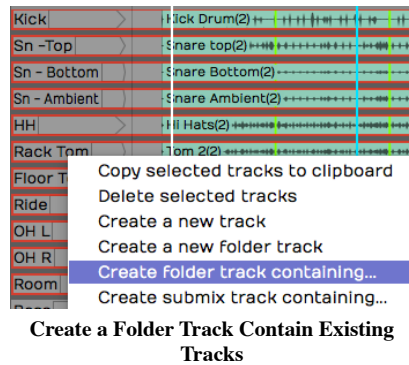 Kick Kick Drum(2)
Sn -Top Snare top(2)
Sn - Bottom Snare Bottom(2)
Sn - Ambient Snare Ambient(2)
HH Hi Hats(2)
Rack Tom Tom 2(2)
Floor
Ride
OH L
OH R
Room
Copy selected tracks to clipboard
Delete selected tracks
Create a new track
Create a new folder track
Create folder track containing...
Create submix track containing...
Create a Folder Track Contain Existing
Tracks